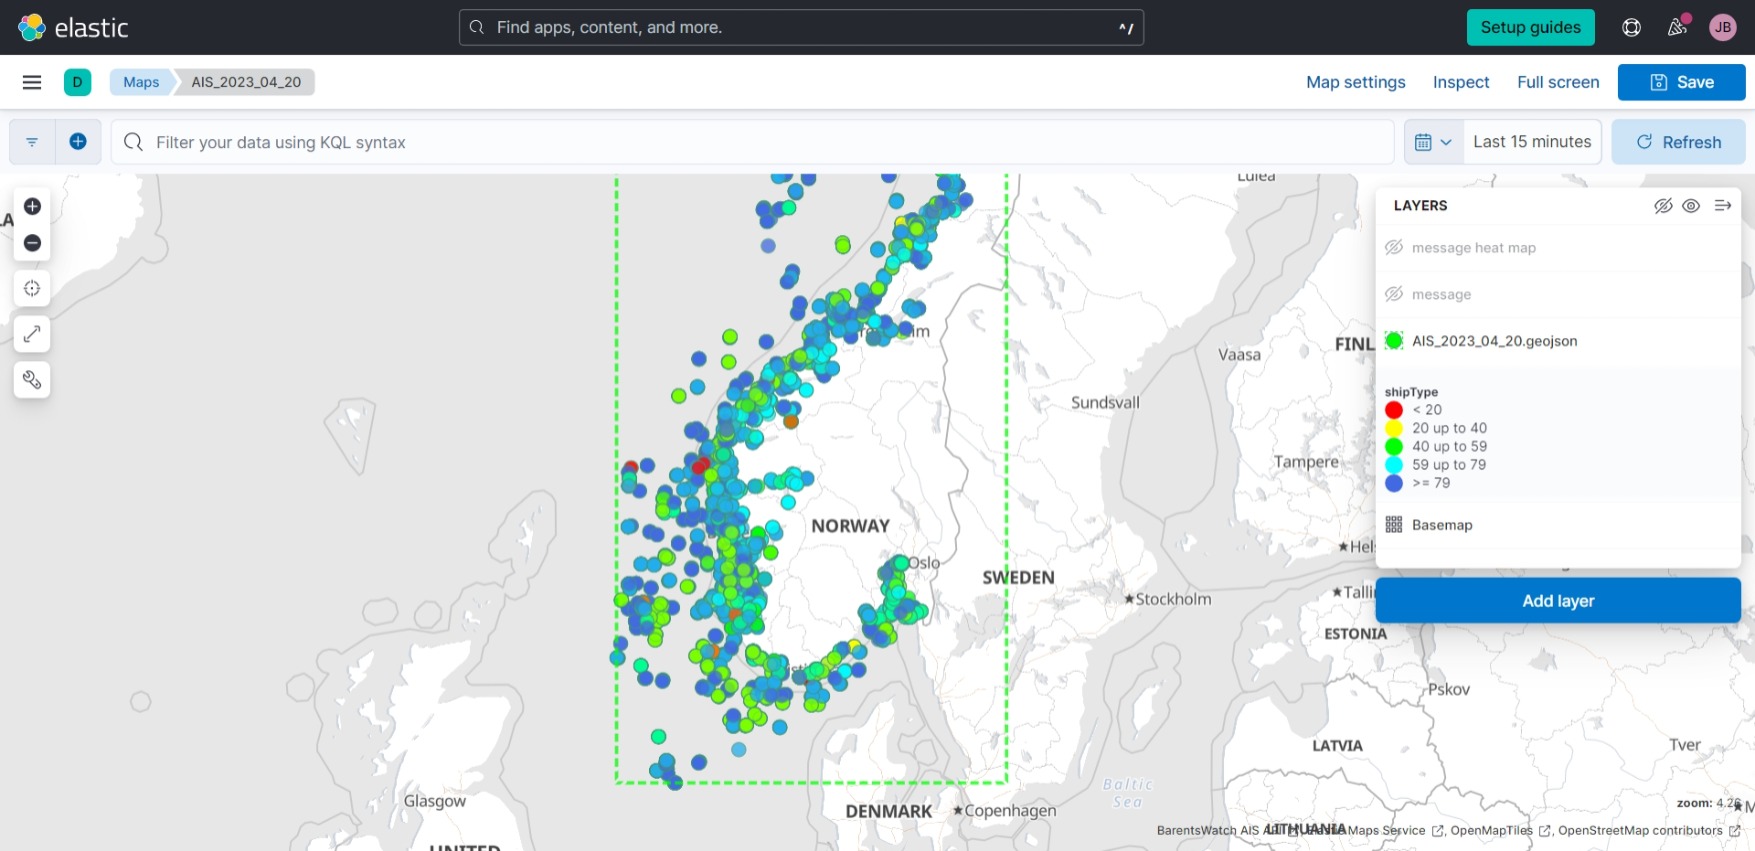 elastic
Find apps, content, and more.
^/
Setup guides
JB
D
Maps
AIS_2023_04_20
Map settings
Inspect
Full screen
Save
Filter your data using KQL syntax
Last 15 minutes
Refresh
Lulea
LAYERS
message heat map
message
AIS_2023_04_20.geojson
shipType
< 20
20 up to 40
40 up to 59
59 up to 79
>= 79
Basemap
Add layer
Vaasa
FINL
Sundsvall
Tampere
NORWAY
Oslo
SWEDEN
Stockholm
Hels
Tallin
ESTONIA
Pskov
LATVIA
Tver
Baltic
Sea
Glasgow
DENMARK
Copenhagen
zoom: 4.26
LITHUANIA
BarentsWatch AIS API, Elastic Maps Service, OpenMapTiles, OpenStreetMap contributors
UNITED